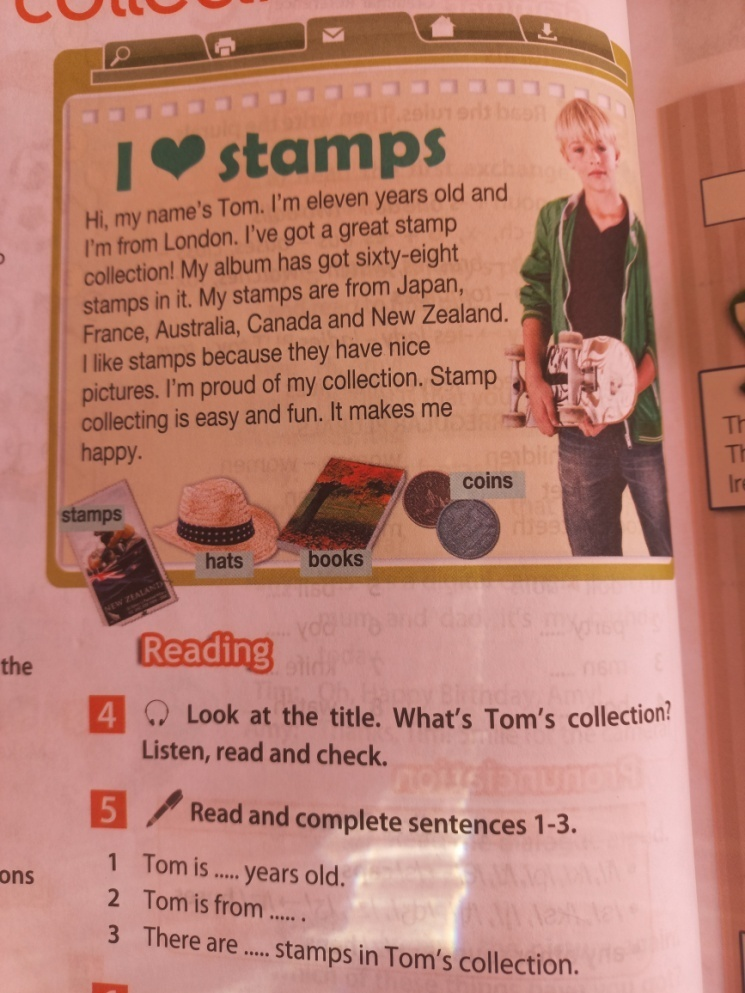 I ♥ stamps
Hi, my name's Tom. I'm eleven years old and
I'm from London. I've got a great stamp
collection! My album has got sixty-eight
stamps in it. My stamps are from Japan,
France, Australia, Canada and New Zealand.
I like stamps because they have nice
pictures. I'm proud of my collection. Stamp
collecting is easy and fun. It makes me
happy.
stamps
hats
books
coins
NEW ZEALAND
Reading
4 Look at the title. What's Tom's collection?
Listen, read and check.
5 Read and complete sentences 1-3.
1 Tom is ..... years old.
2 Tom is from ..... .
3 There are ..... stamps in Tom's collection.
the
ons